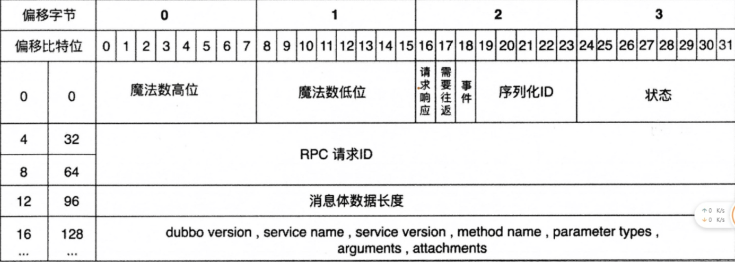 偏移字节 0 1 2 3
偏移比特位 0 1 2 3 4 5 6 7 8 9 10 11 12 13 14 15 16 17 18 19 20 21 22 23 24 25 26 27 28 29 30 31
0 0 魔法数高位 魔法数低位 请求响应 需要往返 事件 序列化ID 状态
4 32
RPC 请求ID
8 64
12 96 消息体数据长度
16 128 dubbo version , service name , service version , method name , parameter types ,
... ... arguments , attachments